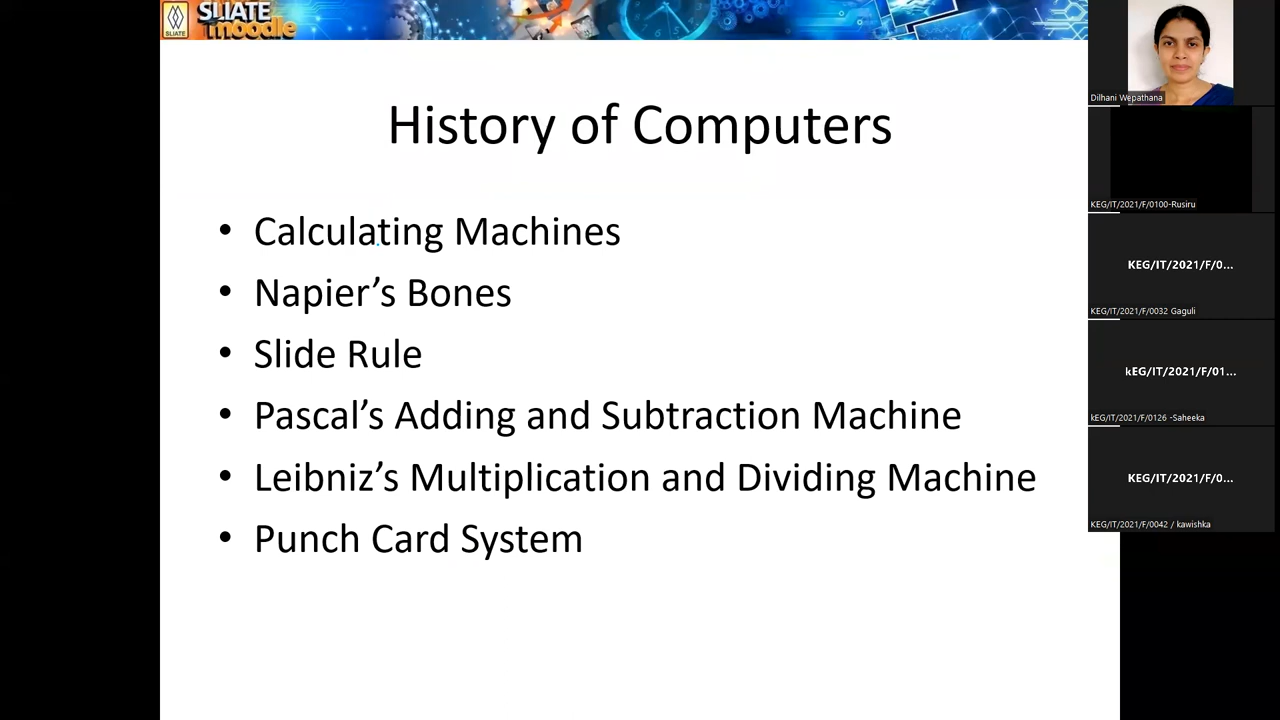 SLIATE
moodle
SLIATE
History of Computers
• Calculating Machines
• Napier’s Bones
• Slide Rule
• Pascal’s Adding and Subtraction Machine
• Leibniz’s Multiplication and Dividing Machine
• Punch Card System
Dilhani Wepathana
KEG/IT/2021/F/0100-Rusiru
KEG/IT/2021/F/0...
KEG/IT/2021/F/0032 Gaguli
kEG/IT/2021/F/01...
kEG/IT/2021/F/0126 -Saheeka
KEG/IT/2021/F/0...
KEG/IT/2021/F/0042 / kawishka